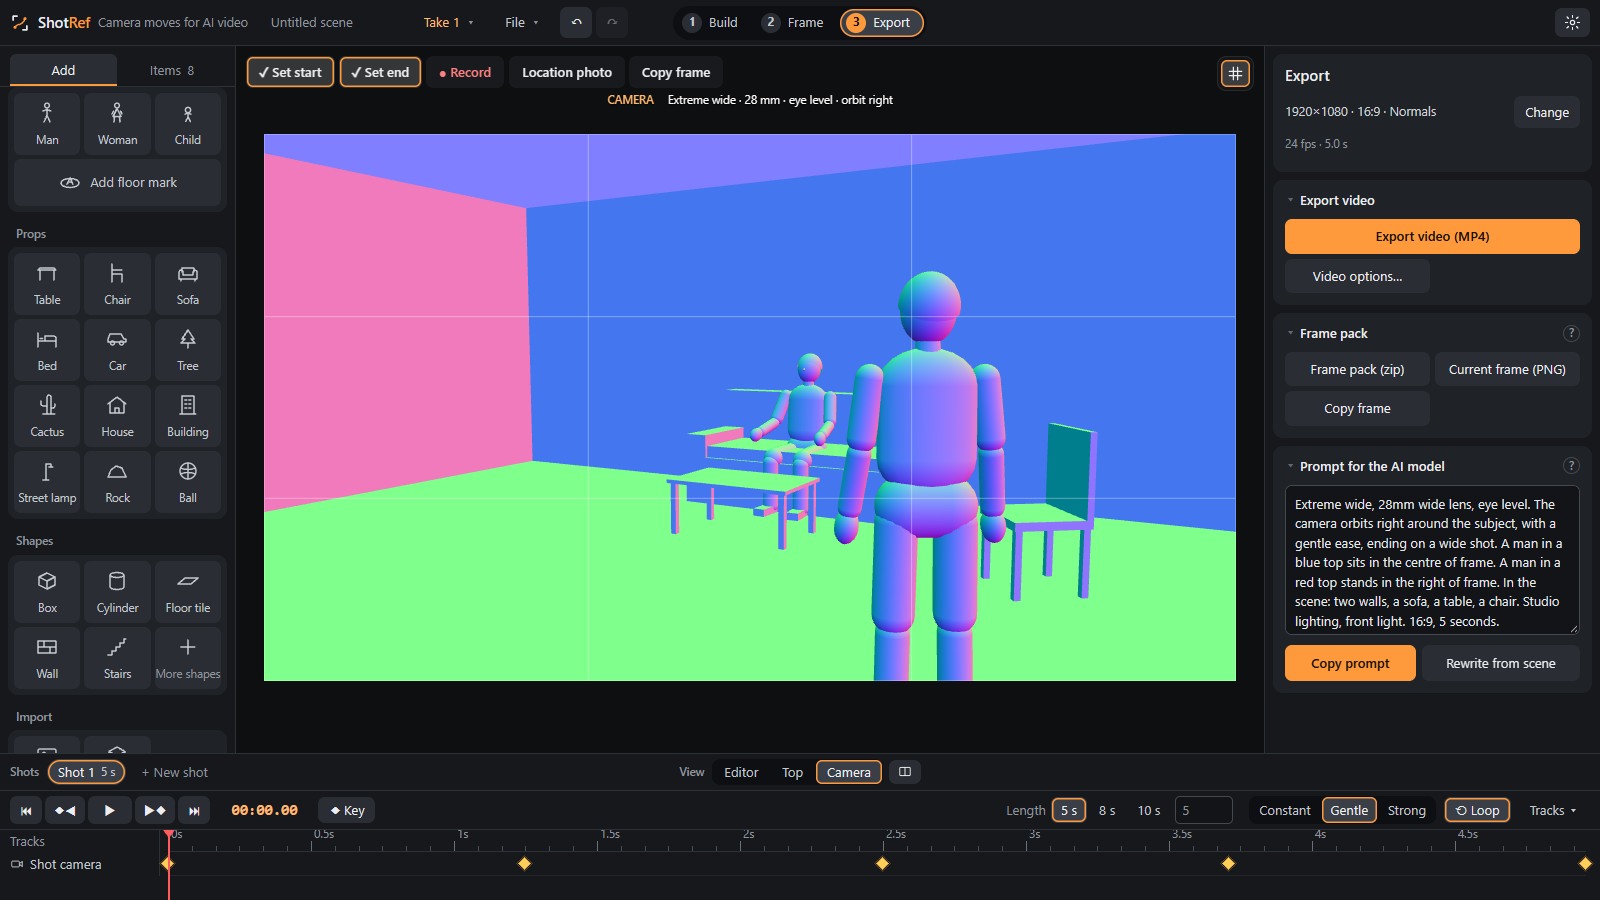 ShotRef Camera moves for AI video Untitled scene Take 1 File 1 Build 2 Frame 3 Export
Add Items 8
Man Woman Child
Add floor mark
Props
Table Chair Sofa
Bed Car Tree
Cactus House Building
Street lamp Rock Ball
Shapes
Box Cylinder Floor tile
Wall Stairs More shapes
Import
✓ Set start ✓ Set end ● Record Location photo Copy frame
CAMERA Extreme wide · 28 mm · eye level · orbit right
Export
1920×1080 · 16:9 · Normals Change
24 fps · 5.0 s
Export video
Export video (MP4)
Video options...
Frame pack ?
Frame pack (zip) Current frame (PNG)
Copy frame
Prompt for the AI model ?
Extreme wide, 28mm wide lens, eye level. The
camera orbits right around the subject, with a
gentle ease, ending on a wide shot. A man in a
blue top sits in the centre of frame. A man in a
red top stands in the right of frame. In the
scene: two walls, a sofa, a table, a chair. Studio
lighting, front light. 16:9, 5 seconds.
Copy prompt Rewrite from scene
Shots Shot 1 5 s + New shot View Editor Top Camera
00:00.00 ◆ Key Length 5 s 8 s 10 s 5 Constant Gentle Strong Loop Tracks
Tracks 0s 0.5s 1s 1.5s 2s 2.5s 3s 3.5s 4s 4.5s
Shot camera